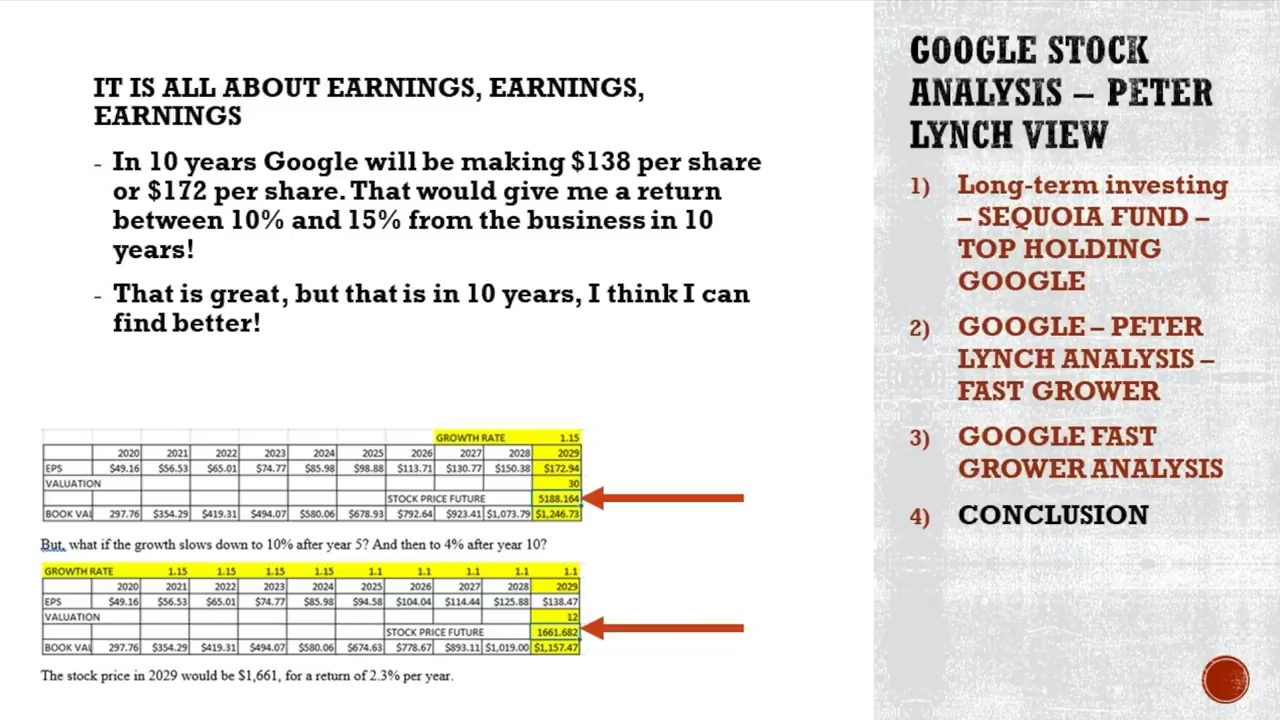 IT IS ALL ABOUT EARNINGS, EARNINGS,
EARNINGS
- In 10 years Google will be making $138 per share
or $172 per share. That would give me a return
between 10% and 15% from the business in 10
years!
- That is great, but that is in 10 years, I think I can
find better!
GROWTH RATE 1.15
2020 2021 2022 2023 2024 2025 2026 2027 2028 2029
EPS $49.16 $56.53 $65.01 $74.77 $85.98 $98.88 $113.71 $130.77 $150.38 $172.94
VALUATION 30
STOCK PRICE FUTURE 5188.164
BOOK VAL 297.76 $354.29 $419.31 $494.07 $580.06 $678.93 $792.64 $923.41 $1,073.79 $1,246.73
But, what if the growth slows down to 10% after year 5? And then to 4% after year 10?
GROWTH RATE 1.15 1.15 1.15 1.15 1.1 1.1 1.1 1.1 1.1
2020 2021 2022 2023 2024 2025 2026 2027 2028 2029
EPS $49.16 $56.53 $65.01 $74.77 $85.98 $94.58 $104.04 $114.44 $125.88 $138.47
VALUATION 12
STOCK PRICE FUTURE 1661.682
BOOK VAL 297.76 $354.29 $419.31 $494.07 $580.06 $674.63 $778.67 $893.11 $1,019.00 $1,157.47
The stock price in 2029 would be $1,661, for a return of 2.3% per year.
GOOGLE STOCK
ANALYSIS – PETER
LYNCH VIEW
1) Long-term investing
– SEQUOIA FUND –
TOP HOLDING
GOOGLE
2) GOOGLE – PETER
LYNCH ANALYSIS –
FAST GROWER
3) GOOGLE FAST
GROWER ANALYSIS
4) CONCLUSION